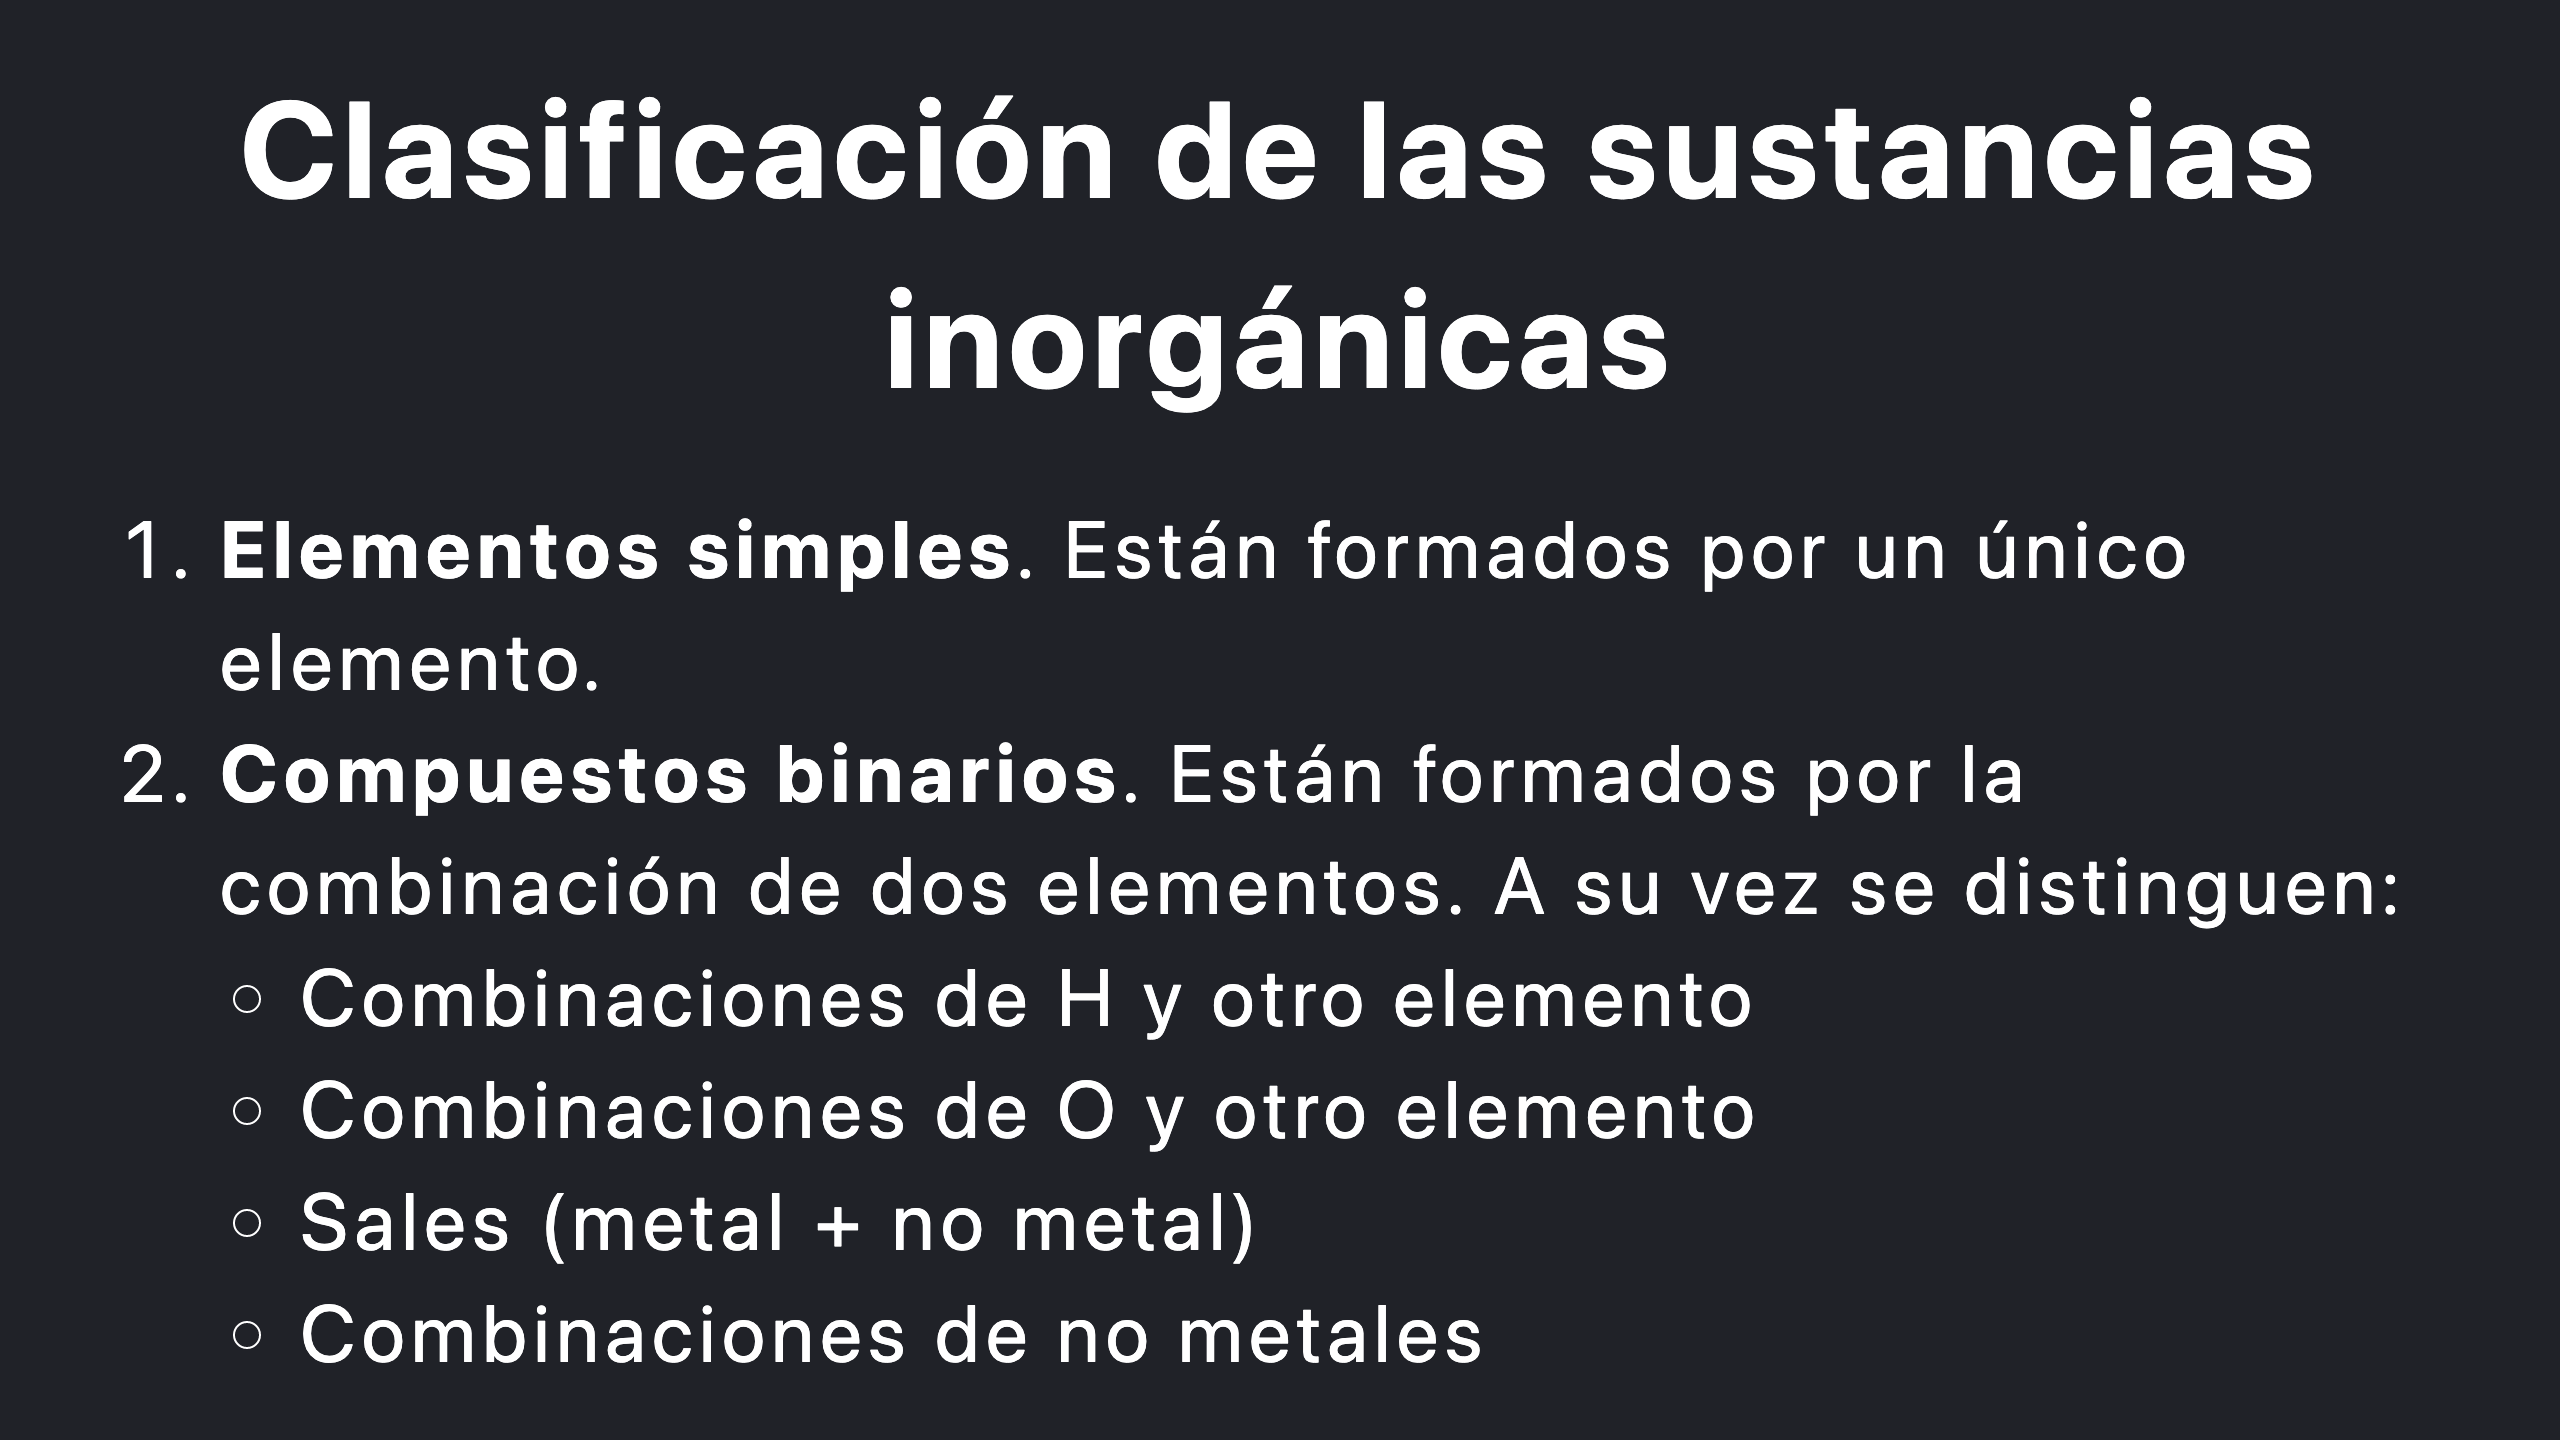 Clasificación de las sustancias
inorgánicas
1. Elementos simples. Están formados por un único
elemento.
2. Compuestos binarios. Están formados por la
combinación de dos elementos. A su vez se distinguen:
◦ Combinaciones de H y otro elemento
◦ Combinaciones de O y otro elemento
◦ Sales (metal + no metal)
◦ Combinaciones de no metales